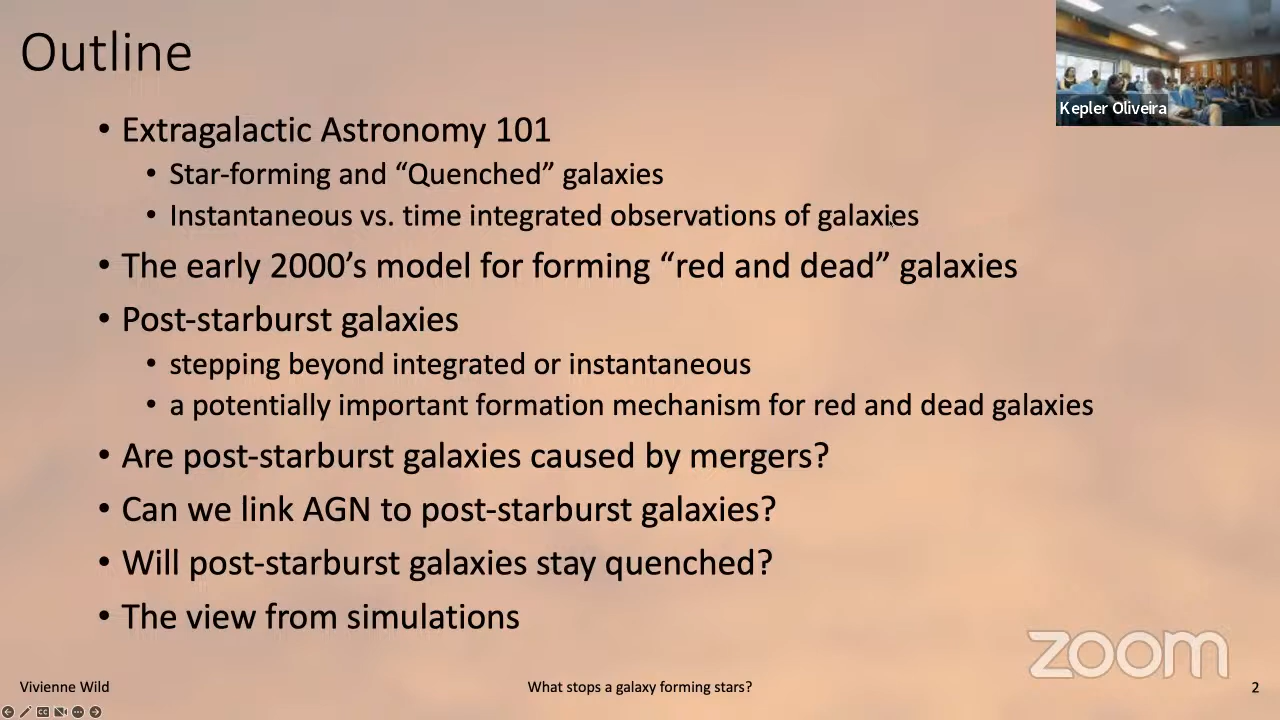 Outline
Kepler Oliveira
• Extragalactic Astronomy 101
• Star-forming and “Quenched” galaxies
• Instantaneous vs. time integrated observations of galaxies
• The early 2000’s model for forming “red and dead” galaxies
• Post-starburst galaxies
• stepping beyond integrated or instantaneous
• a potentially important formation mechanism for red and dead galaxies
• Are post-starburst galaxies caused by mergers?
• Can we link AGN to post-starburst galaxies?
• Will post-starburst galaxies stay quenched?
• The view from simulations
zoom
Vivienne Wild
What stops a galaxy forming stars?
2